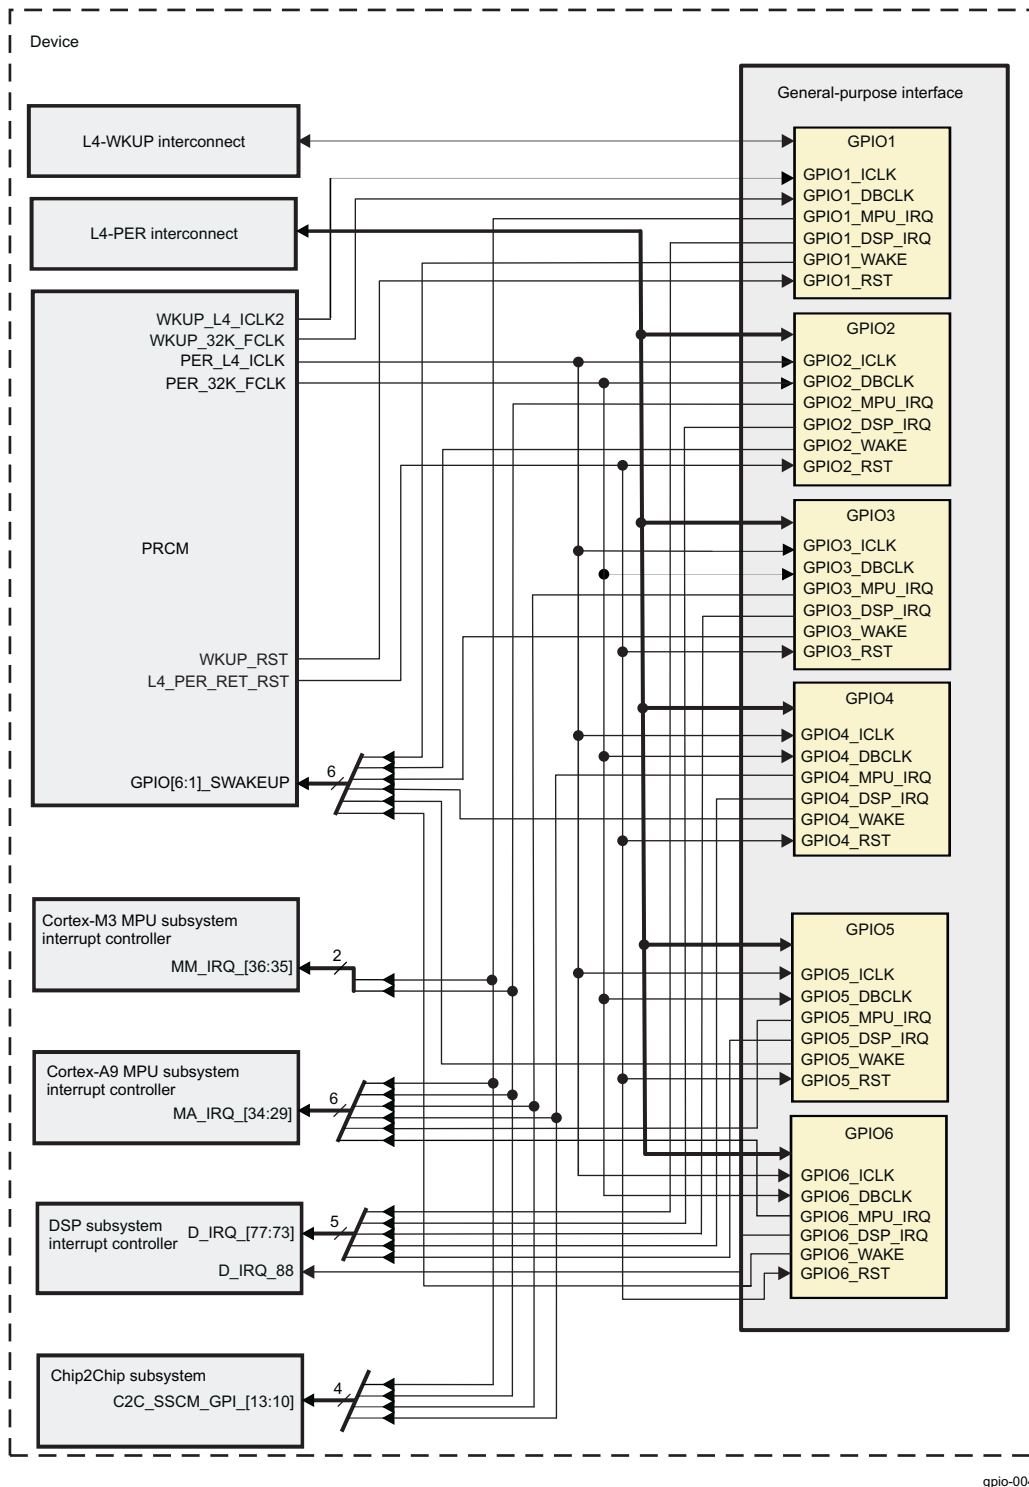 Device
General-purpose interface
L4-WKUP interconnect
L4-PER interconnect
WKUP_L4_ICLK2
WKUP_32K_FCLK
PER_L4_ICLK
PER_32K_FCLK
PRCM
WKUP_RST
L4_PER_RET_RST
GPIO[6:1]_SWAKEUP
6
Cortex-M3 MPU subsystem
interrupt controller
MM_IRQ_[36:35]
2
Cortex-A9 MPU subsystem
interrupt controller
MA_IRQ_[34:29]
6
DSP subsystem
interrupt controller
D_IRQ_[77:73]
5
D_IRQ_88
Chip2Chip subsystem
C2C_SSCM_GPI_[13:10]
4
GPIO1
GPIO1_ICLK
GPIO1_DBCLK
GPIO1_MPU_IRQ
GPIO1_DSP_IRQ
GPIO1_WAKE
GPIO1_RST
GPIO2
GPIO2_ICLK
GPIO2_DBCLK
GPIO2_MPU_IRQ
GPIO2_DSP_IRQ
GPIO2_WAKE
GPIO2_RST
GPIO3
GPIO3_ICLK
GPIO3_DBCLK
GPIO3_MPU_IRQ
GPIO3_DSP_IRQ
GPIO3_WAKE
GPIO3_RST
GPIO4
GPIO4_ICLK
GPIO4_DBCLK
GPIO4_MPU_IRQ
GPIO4_DSP_IRQ
GPIO4_WAKE
GPIO4_RST
GPIO5
GPIO5_ICLK
GPIO5_DBCLK
GPIO5_MPU_IRQ
GPIO5_DSP_IRQ
GPIO5_WAKE
GPIO5_RST
GPIO6
GPIO6_ICLK
GPIO6_DBCLK
GPIO6_MPU_IRQ
GPIO6_DSP_IRQ
GPIO6_WAKE
GPIO6_RST
gpio-004